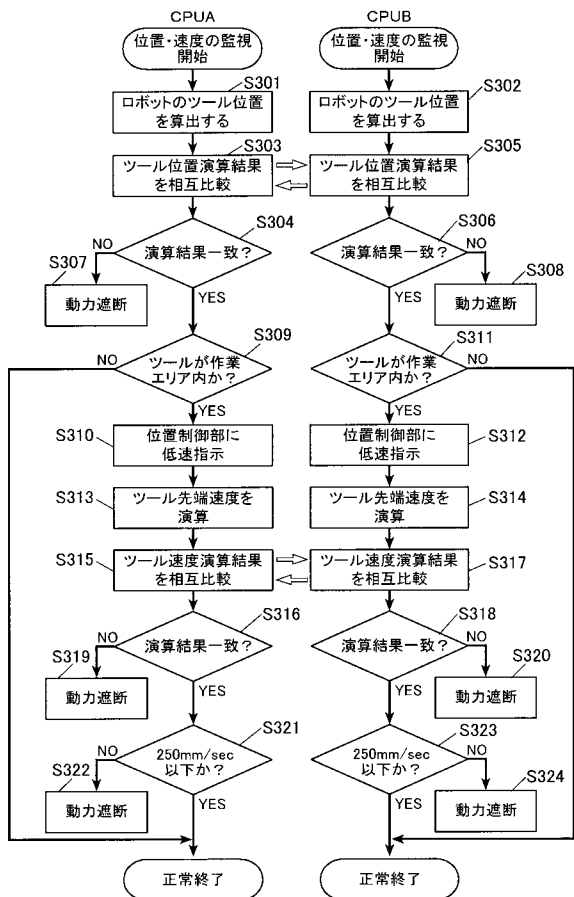 CPUA
CPUB
位置・速度の監視
開始
位置・速度の監視
開始
S301
ロボットのツール位置
を算出する
S302
ロボットのツール位置
を算出する
S303
ツール位置演算結果
を相互比較
S305
ツール位置演算結果
を相互比較
S304
演算結果一致?
NO
YES
S306
演算結果一致?
NO
YES
S307
動力遮断
S308
動力遮断
S309
ツールが作業
エリア内か?
NO
YES
S311
ツールが作業
エリア内か?
NO
YES
S310
位置制御部に
低速指示
S312
位置制御部に
低速指示
S313
ツール先端速度を
演算
S314
ツール先端速度を
演算
S315
ツール速度演算結果
を相互比較
S317
ツール速度演算結果
を相互比較
S316
演算結果一致?
NO
YES
S318
演算結果一致?
NO
YES
S319
動力遮断
S320
動力遮断
S321
250mm/sec
以下か?
NO
YES
S323
250mm/sec
以下か?
NO
YES
S322
動力遮断
S324
動力遮断
正常終了
正常終了